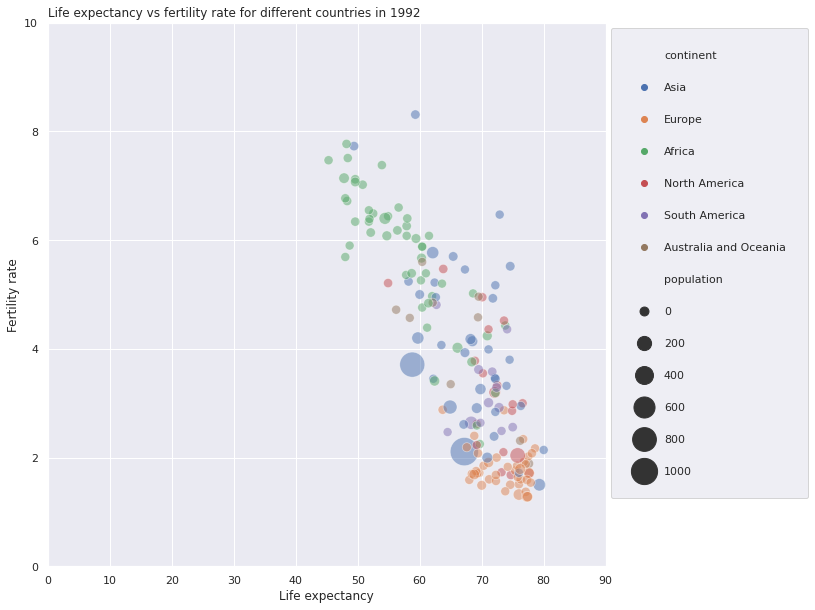 Life expectancy vs fertility rate for different countries in 1992
10
8
6
4
2
0
Fertility rate
0 10 20 30 40 50 60 70 80 90
Life expectancy
continent
Asia
Europe
Africa
North America
South America
Australia and Oceania
population
0
200
400
600
800
1000